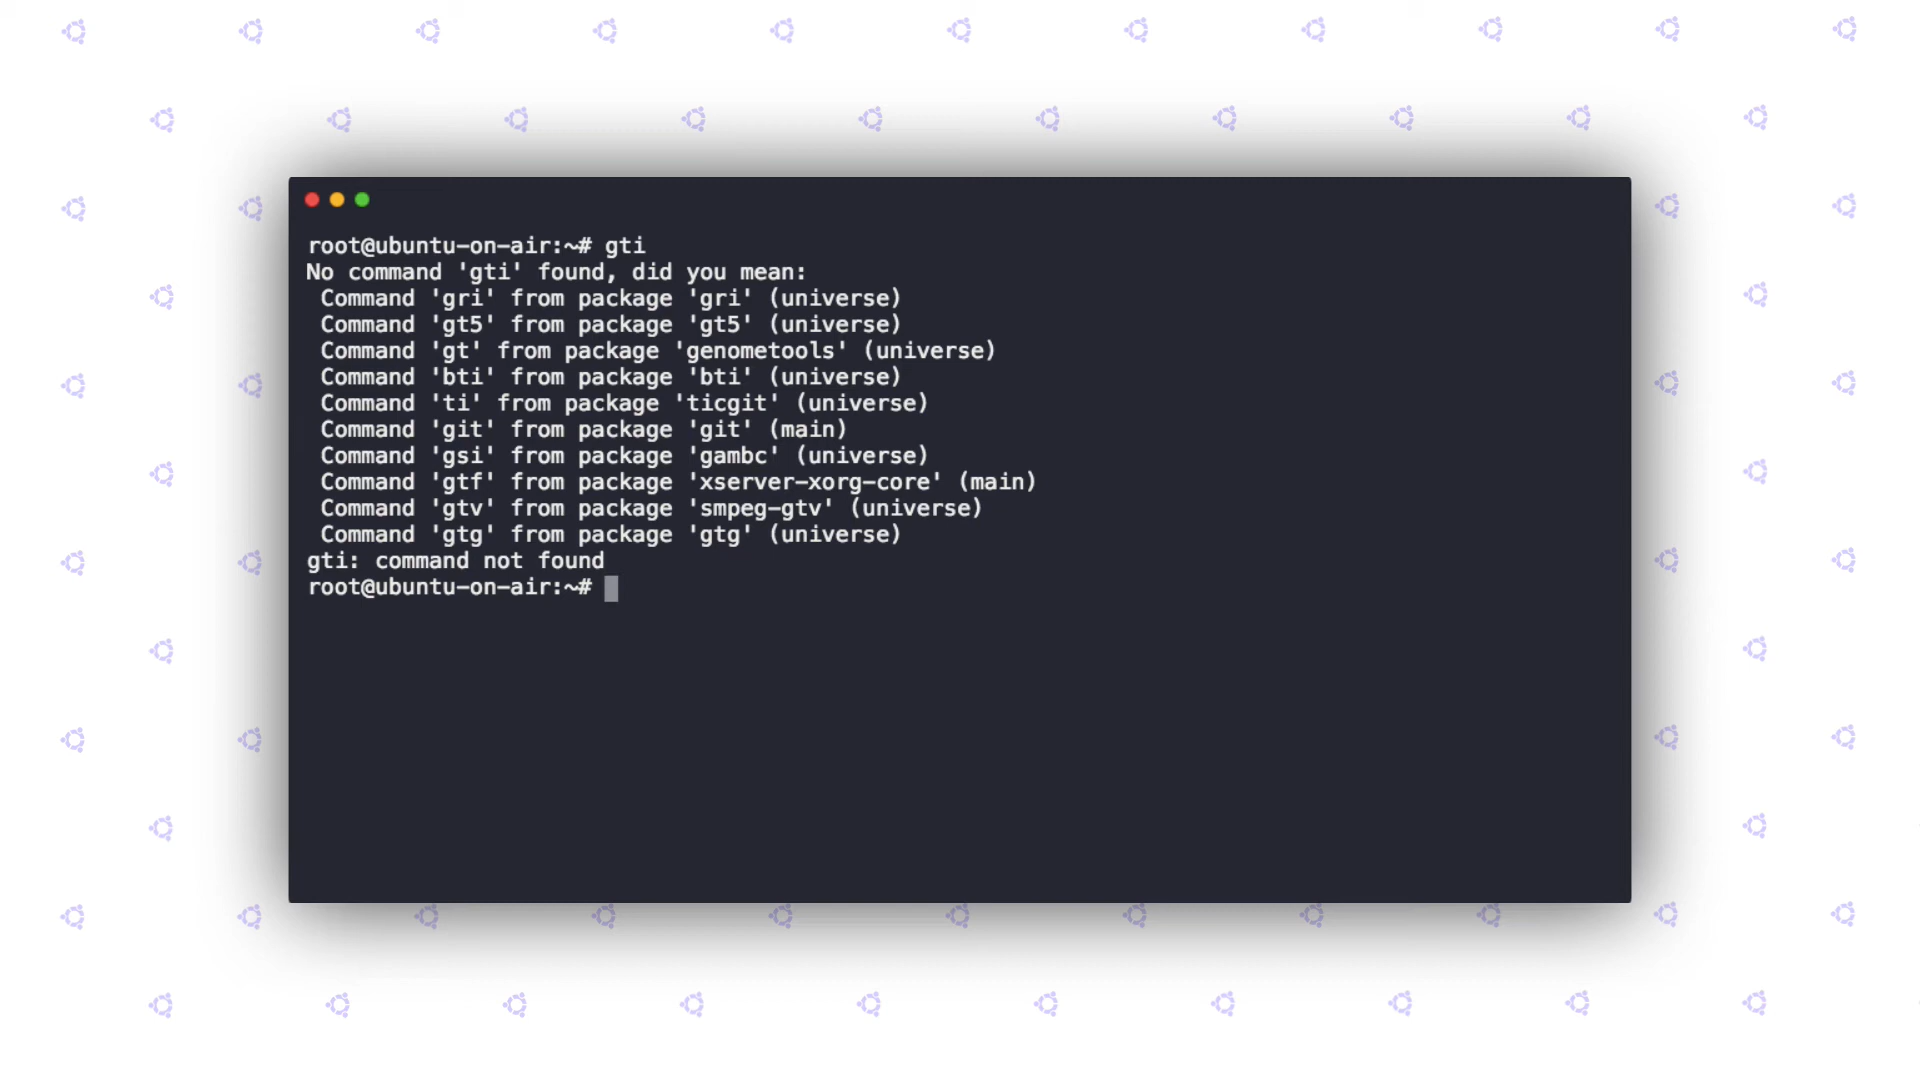 root@ubuntu-on-air:~# gti
No command 'gti' found, did you mean:
 Command 'gri' from package 'gri' (universe)
 Command 'gt5' from package 'gt5' (universe)
 Command 'gt' from package 'genometools' (universe)
 Command 'bti' from package 'bti' (universe)
 Command 'ti' from package 'ticgit' (universe)
 Command 'git' from package 'git' (main)
 Command 'gsi' from package 'gambc' (universe)
 Command 'gtf' from package 'xserver-xorg-core' (main)
 Command 'gtv' from package 'smpeg-gtv' (universe)
 Command 'gtg' from package 'gtg' (universe)
gti: command not found
root@ubuntu-on-air:~#